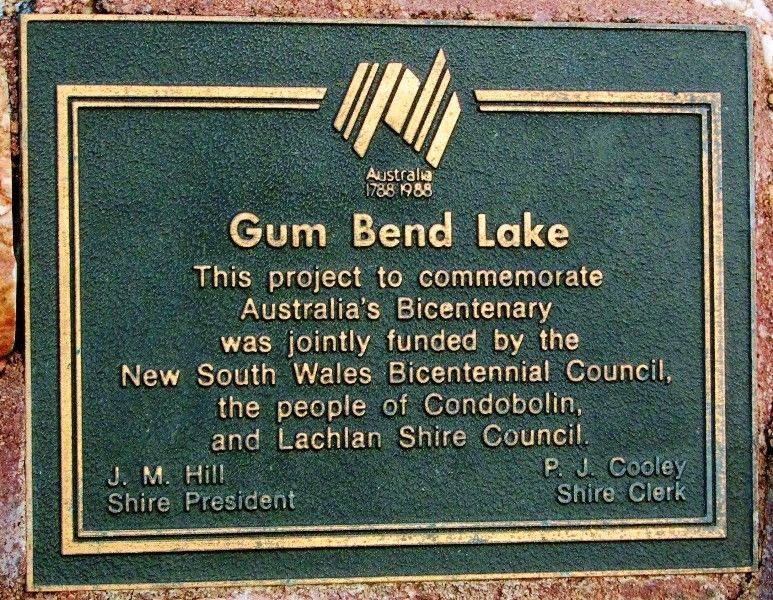 Australia
1788 1988
Gum Bend Lake
This project to commemorate
Australia's Bicentenary
was jointly funded by the
New South Wales Bicentennial Council,
the people of Condobolin,
and Lachlan Shire Council.
J. M. Hill
Shire President
P. J. Cooley
Shire Clerk